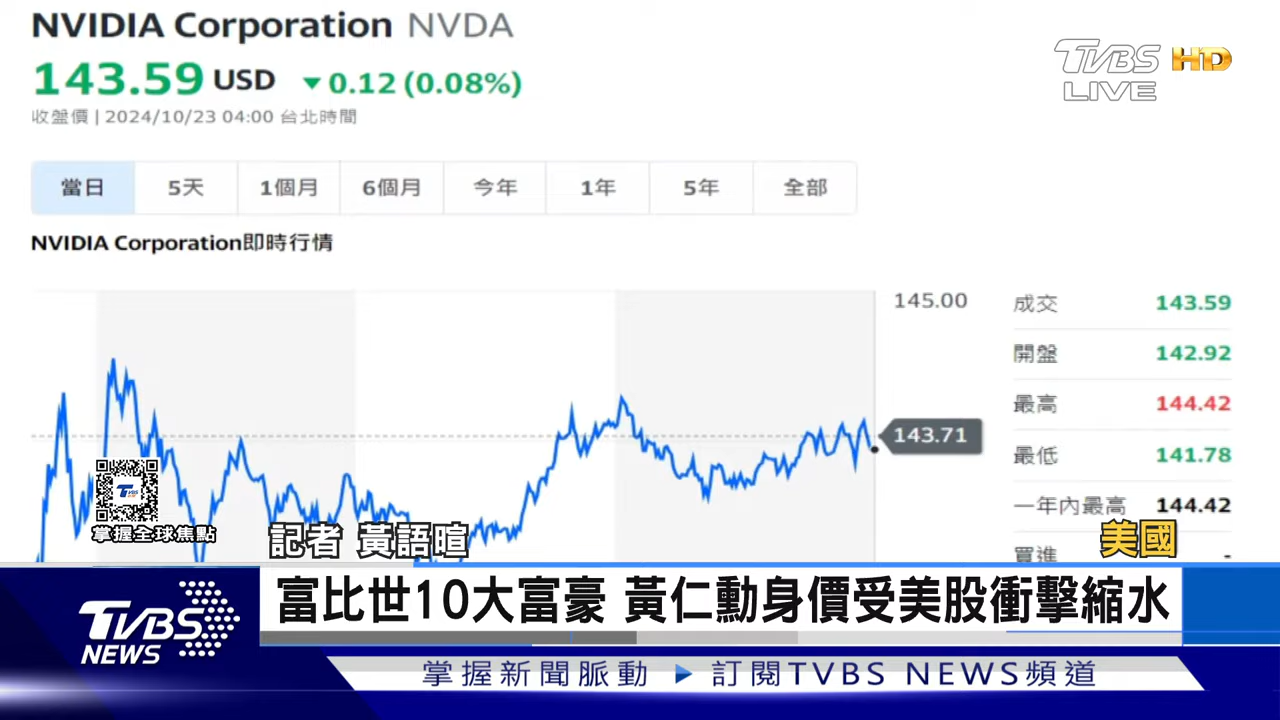 NVIDIA Corporation NVDA
143.59 USD ▼0.12 (0.08%)
收盤價 | 2024/10/23 04:00 台北時間
TVBS HD
LIVE
當日 5天 1個月 6個月 今年 1年 5年 全部
NVIDIA Corporation即時行情
145.00
143.71
成交 143.59
開盤 142.92
最高 144.42
最低 141.78
一年內最高 144.42
買進 -
美國
TVBS
掌握全球焦點
記者 黃語暄
富比世10大富豪 黃仁勳身價受美股衝擊縮水
TVBS
NEWS
掌握新聞脈動 ▶ 訂閱TVBS NEWS頻道